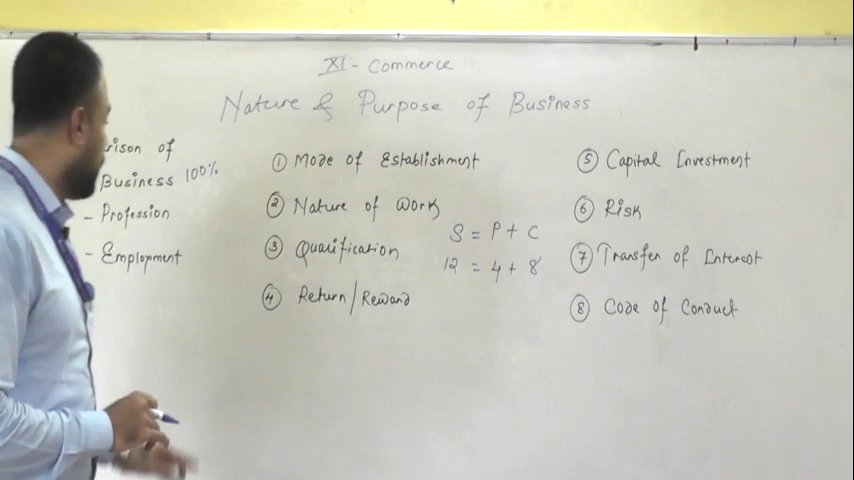 XI - Commerce
Nature & Purpose of Business
rison of
Business 100%
- Profession
- Employment
① Mode of Establishment
② Nature of Work
③ Qualification
④ Return/Reward
S = P + C
12 = 4 + 8
⑤ Capital Investment
⑥ Risk
⑦ Transfer of Interest
⑧ Code of Conduct